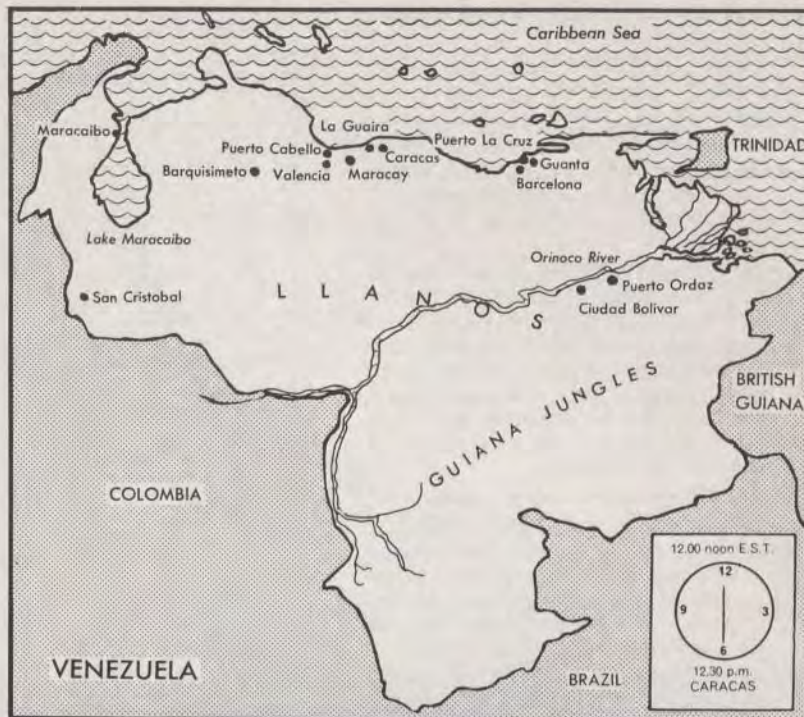 Caribbean Sea
Maracaibo
La Guaira
Puerto Cabello
Caracas
Puerto La Cruz
TRINIDAD
Barquisimeto
Valencia
Maracay
Guanta
Barcelona
Lake Maracaibo
Orinoco River
San Cristobal
LLANOS
Puerto Ordaz
Ciudad Bolivar
GUIANA JUNGLES
BRITISH
GUIANA
COLOMBIA
12.00 noon E.S.T.
12
9
3
6
12.30 p.m.
CARACAS
VENEZUELA
BRAZIL